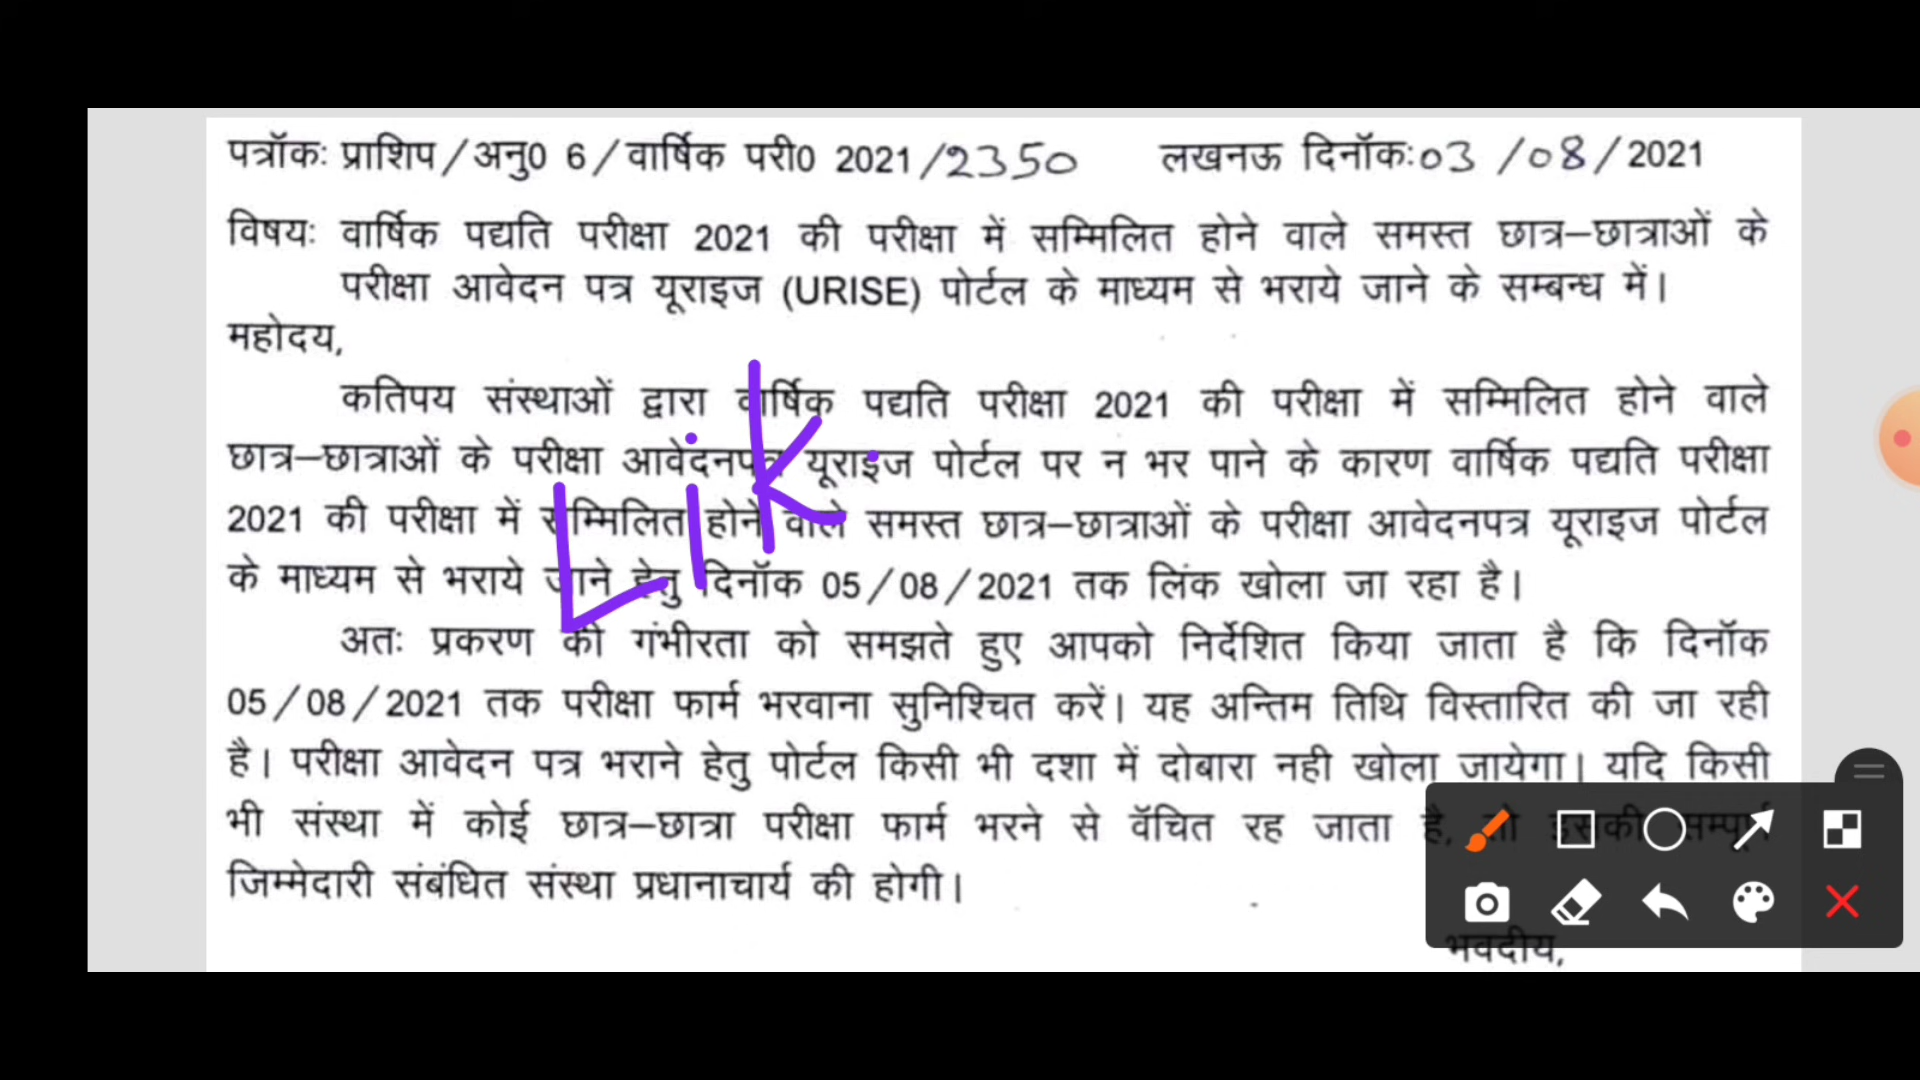 पत्रॉकः प्राशिप/अनु0 6/वार्षिक परी0 2021/2350 लखनऊ दिनॉकः03/08/2021
विषयः वार्षिक पद्यति परीक्षा 2021 की परीक्षा में सम्मिलित होने वाले समस्त छात्र–छात्राओं के
परीक्षा आवेदन पत्र यूराइज (URISE) पोर्टल के माध्यम से भराये जाने के सम्बन्ध में।
महोदय,
कतिपय संस्थाओं द्वारा वार्षिक पद्यति परीक्षा 2021 की परीक्षा में सम्मिलित होने वाले
छात्र–छात्राओं के परीक्षा आवेदनपत्र यूराइज पोर्टल पर न भर पाने के कारण वार्षिक पद्यति परीक्षा
2021 की परीक्षा में सम्मिलित होने वाले समस्त छात्र–छात्राओं के परीक्षा आवेदनपत्र यूराइज पोर्टल
के माध्यम से भराये जाने हेतु दिनॉक 05/08/2021 तक लिंक खोला जा रहा है।
Lik
अतः प्रकरण की गंभीरता को समझते हुए आपको निर्देशित किया जाता है कि दिनॉक
05/08/2021 तक परीक्षा फार्म भरवाना सुनिश्चित करें। यह अन्तिम तिथि विस्तारित की जा रही
है। परीक्षा आवेदन पत्र भराने हेतु पोर्टल किसी भी दशा में दोबारा नही खोला जायेगा। यदि किसी
भी संस्था में कोई छात्र–छात्रा परीक्षा फार्म भरने से वॅचित रह जाता है, तो इसकी सम्पूर्ण
जिम्मेदारी संबंधित संस्था प्रधानाचार्य की होगी।
भवदीय,